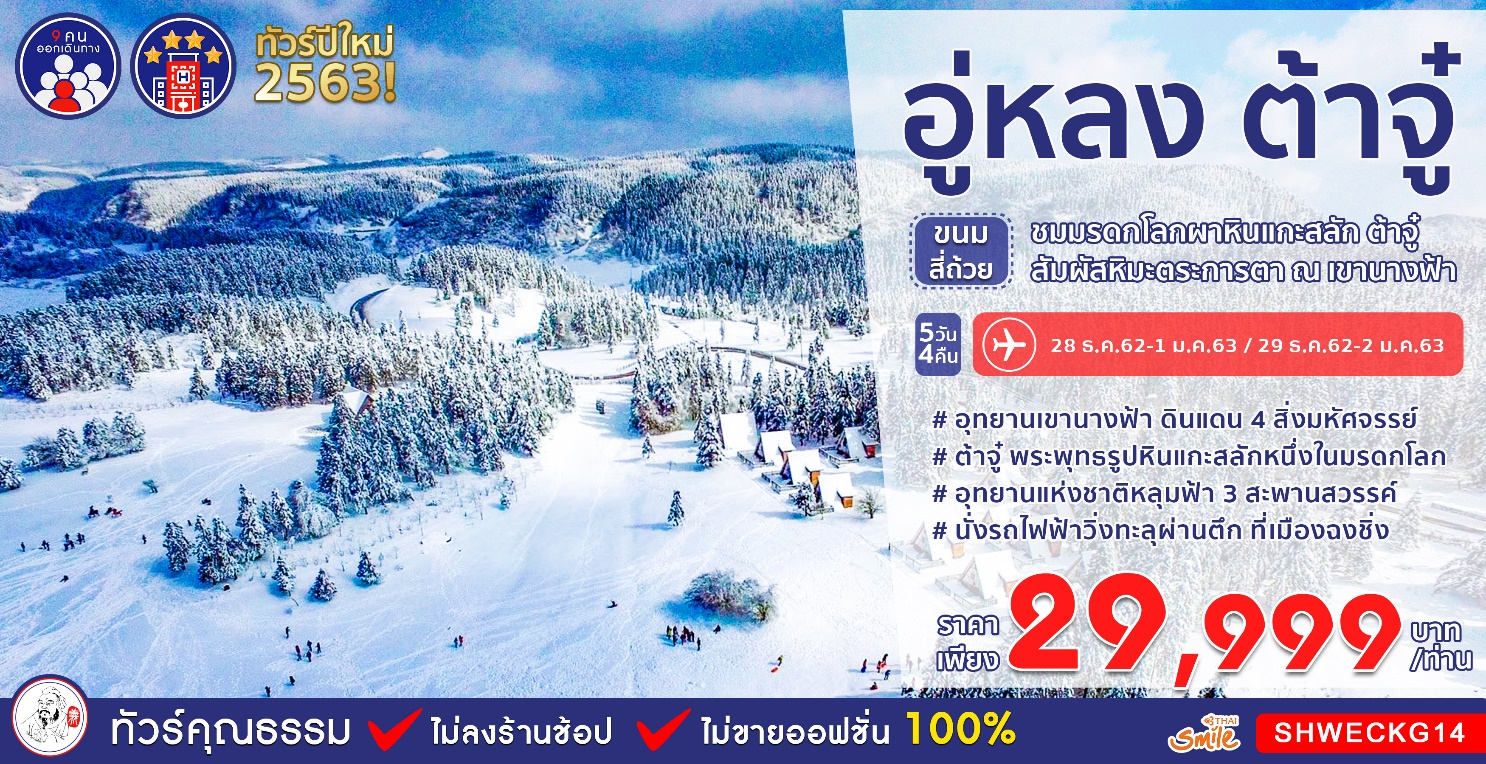 9 คน
ออกเดินทาง
H
ทัวร์ปีใหม่
2563!
อู่หลง ต้าจู๋
ขนม
สี่ถ้วย
ชมมรดกโลกผาหินแกะสลัก ต้าจู๋
สัมผัสหิมะตระการตา ณ เขานางฟ้า
5วัน
4คืน
28 ธ.ค.62-1 ม.ค.63 / 29 ธ.ค.62-2 ม.ค.63
# อุทยานเขานางฟ้า ดินแดน 4 สิ่งมหัศจรรย์
# ต้าจู๋ พระพุทธรูปหินแกะสลักหนึ่งในมรดกโลก
# อุทยานแห่งชาติหลุมฟ้า 3 สะพานสวรรค์
# นั่งรถไฟฟ้าวิ่งทะลุผ่านตึก ที่เมืองฉงชิ่ง
ราคา
เพียง
29,999
บาท
/ท่าน
ทัวร์คุณธรรม
ไม่ลงร้านช้อป
ไม่ขายออฟชั่น 100%
THAI
Smile
SHWECKG14